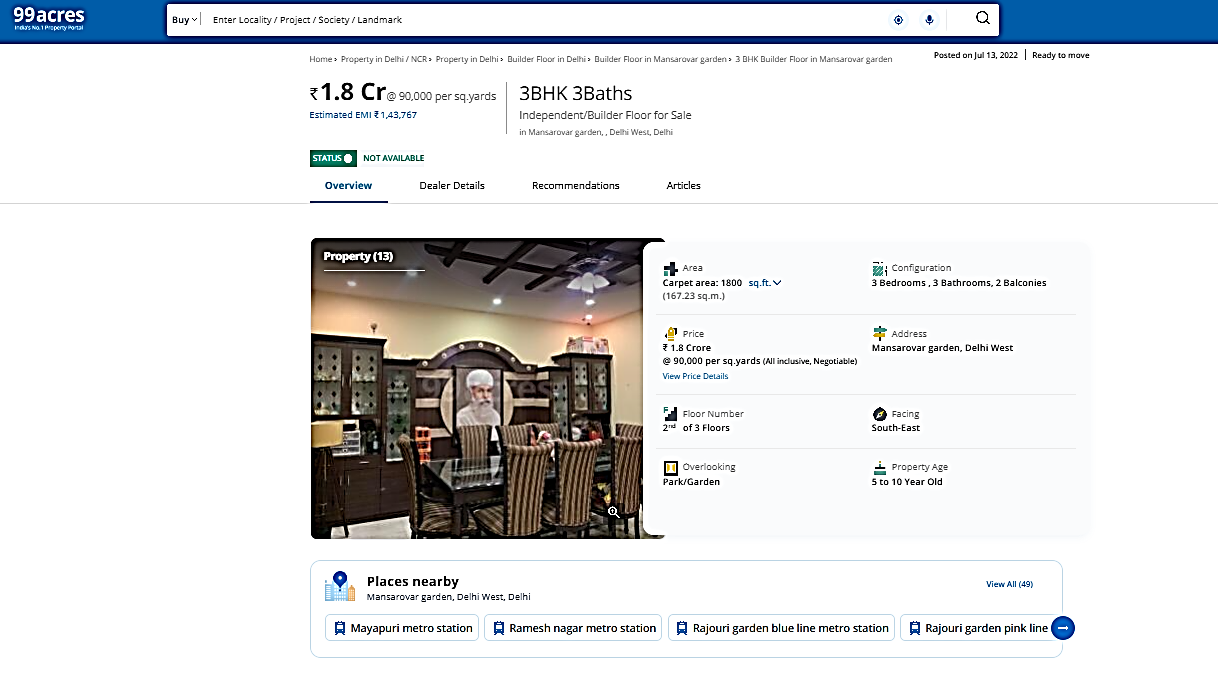 99acres
India's No.1 Property Portal
Buy
Enter Locality / Project / Society / Landmark
Home › Property in Delhi / NCR › Property in Delhi › Builder Floor in Delhi › Builder Floor in Mansarovar garden › 3 BHK Builder Floor in Mansarovar garden
Posted on Jul 13, 2022 | Ready to move
₹ 1.8 Cr @ 90,000 per sq.yards
Estimated EMI ₹ 1,43,767
3BHK 3Baths
Independent/Builder Floor for Sale
in Mansarovar garden, , Delhi West, Delhi
STATUS NOT AVAILABLE
Overview
Dealer Details
Recommendations
Articles
Property (13)
Area
Carpet area: 1800 sq.ft.
(167.23 sq.m.)
Configuration
3 Bedrooms , 3 Bathrooms, 2 Balconies
Price
₹ 1.8 Crore
@ 90,000 per sq.yards (All inclusive, Negotiable)
View Price Details
Address
Mansarovar garden, Delhi West
Floor Number
2nd of 3 Floors
Facing
South-East
Overlooking
Park/Garden
Property Age
5 to 10 Year Old
Places nearby
Mansarovar garden, Delhi West, Delhi
View All (49)
Mayapuri metro station
Ramesh nagar metro station
Rajouri garden blue line metro station
Rajouri garden pink line